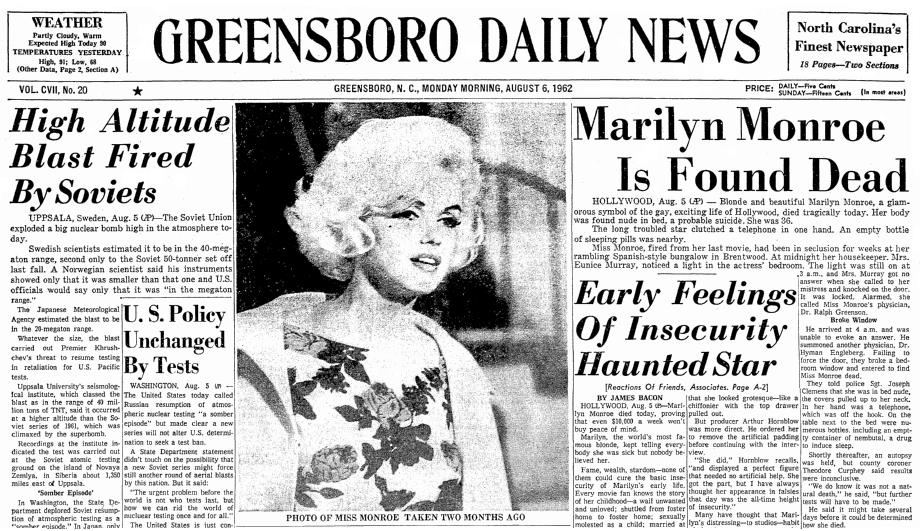 WEATHER
Partly Cloudy, Warm
Expected High Today 90
TEMPERATURES YESTERDAY
High, 91; Low, 68
(Other Data, Page 2, Section A)
GREENSBORO DAILY NEWS
North Carolina's
Finest Newspaper
18 Pages—Two Sections
VOL. CVII, No. 20
★
GREENSBORO, N. C., MONDAY MORNING, AUGUST 6, 1962
PRICE: DAILY—Five Cents
SUNDAY—Fifteen Cents
(In most areas)
High Altitude
Blast Fired
By Soviets
UPPSALA, Sweden, Aug. 5 (AP)—The Soviet Union
exploded a big nuclear bomb high in the atmosphere to-
day.
Swedish scientists estimated it to be in the 40-meg-
aton range, second only to the Soviet 50-tonner set off
last fall. A Norwegian scientist said his instruments
showed only that it was smaller than that one and U.S.
officials would say only that it was "in the megaton
range."
The Japanese Meteorological
Agency estimated the blast to be
in the 20-megaton range.
Whatever the size, the blast
carried out Premier Khrush-
chev's threat to resume testing
in retaliation for U.S. Pacific
tests.
Uppsala University's seismolog-
ical institute, which classed the
blast as in the range of 40 mil-
lion tons of TNT, said it occurred
at a higher altitude than the So-
viet series of 1961, which was
climaxed by the superbomb.
Recordings at the institute in-
dicated the test was carried out
at the Soviet atomic testing
ground on the island of Novaya
Zemlya, in Siberia about 1,350
miles east of Uppsala.
'Somber Episode'
In Washington, the State De-
partment deplored Soviet resump-
tion of atmospheric testing as a
"somber episode." In Japan, only
U. S. Policy
Unchanged
By Tests
WASHINGTON, Aug. 5 —
The United States today called
Russian resumption of atmos-
pheric nuclear testing "a somber
episode" but made clear a new
series will not alter U.S. determi-
nation to seek a test ban.
A State Department statement
didn't touch on the possibility that
a new Soviet series might force
still another round of aerial blasts
by this nation. But it said:
"The urgent problem before the
world is not who tests last, but
how we can rid the world of
nuclear testing once and for all."
The United States is just con-
PHOTO OF MISS MONROE TAKEN TWO MONTHS AGO
Marilyn Monroe
Is Found Dead
HOLLYWOOD, Aug. 5 (AP) — Blonde and beautiful Marilyn Monroe, a glam-
orous symbol of the gay, exciting life of Hollywood, died tragically today. Her body
was found nude in bed, a probable suicide. She was 36.
The long troubled star clutched a telephone in one hand. An empty bottle
of sleeping pills was nearby.
Miss Monroe, fired from her last movie, had been in seclusion for weeks at her
rambling Spanish-style bungalow in Brentwood. At midnight her housekeeper, Mrs.
Eunice Murray, noticed a light in the actress' bedroom. The light was still on at
3 a.m., and Mrs. Murray got no
answer when she called to her
mistress and knocked on the door.
It was locked. Alarmed, she
called Miss Monroe's physician,
Dr. Ralph Greenson.
Broke Window
He arrived at 4 a.m. and was
unable to evoke an answer. He
summoned another physician, Dr.
Hyman Engleberg. Failing to
force the door, they broke a bed-
room window and entered to find
Miss Monroe dead.
They told police Sgt. Joseph
Clemens that she was in bed nude,
the covers pulled up to her neck.
In her hand was a telephone,
which was off the hook. On the
table next to the bed were nu-
merous bottles, including an emp-
ty container of nembutal, a drug
to induce sleep.
Shortly thereafter, an autopsy
was held, but county coroner
Theodore Curphey said results
were inconclusive.
"We do know it was not a nat-
ural death," he said, "but further
tests will have to be made."
He said it might take several
days before it could be determined
Early Feelings
Of Insecurity
Haunted Star
[Reactions Of Friends, Associates. Page A-2]
BY JAMES BACON
HOLLYWOOD, Aug. 5 —Mari-
lyn Monroe died today, proving
that even $10,000 a week won't
buy peace of mind.
Marilyn, the world's most fa-
mous blonde, kept telling every-
body she was sick but nobody be-
lieved her.
Fame, wealth, stardom—none of
them could cure the basic inse-
curity of Marilyn's early life.
Every movie fan knows the story
of her childhood—a waif unwanted
and unloved; shuttled from foster
home to foster home; sexually
molested as a child; married at
that she looked grotesque—like a
chiffonier with the top drawer
pulled out.
But producer Arthur Hornblow
was more direct. He ordered her
to remove the artificial padding
before continuing with the inter-
view.
"She did," Hornblow recalls,
"and displayed a perfect figure
that needed no artificial help. She
got the part, but I have always
thought her appearance in falsies
that day was the all-time height
of insecurity."
Many have thought that Mari-
lyn's distressing—to studios—hab-